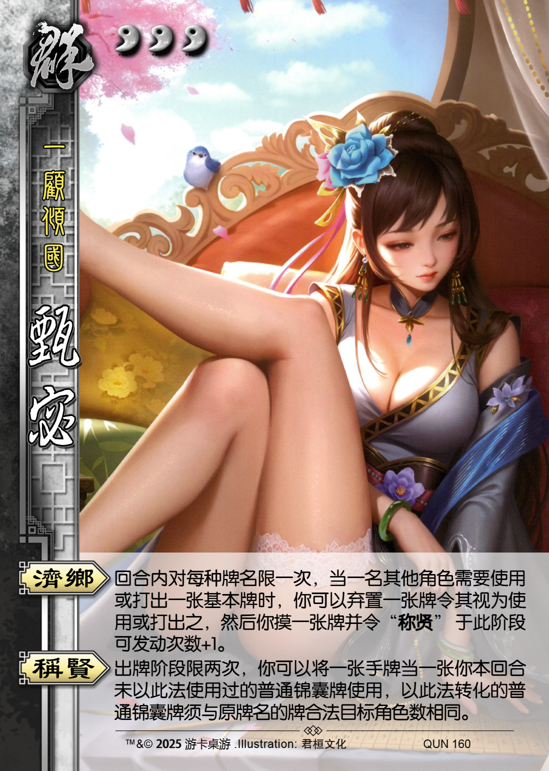 群
一顧傾國
甄宓
濟鄉
回合内对每种牌名限一次，当一名其他角色需要使用
或打出一张基本牌时，你可以弃置一张牌令其视为使
用或打出之，然后你摸一张牌并令“称贤”于此阶段
可发动次数+1。
稱賢
出牌阶段限两次，你可以将一张手牌当一张你本回合
未以此法使用过的普通锦囊牌使用，以此法转化的普
通锦囊牌须与原牌名的牌合法目标角色数相同。
™&© 2025 游卡桌游 .Illustration: 君桓文化 QUN 160